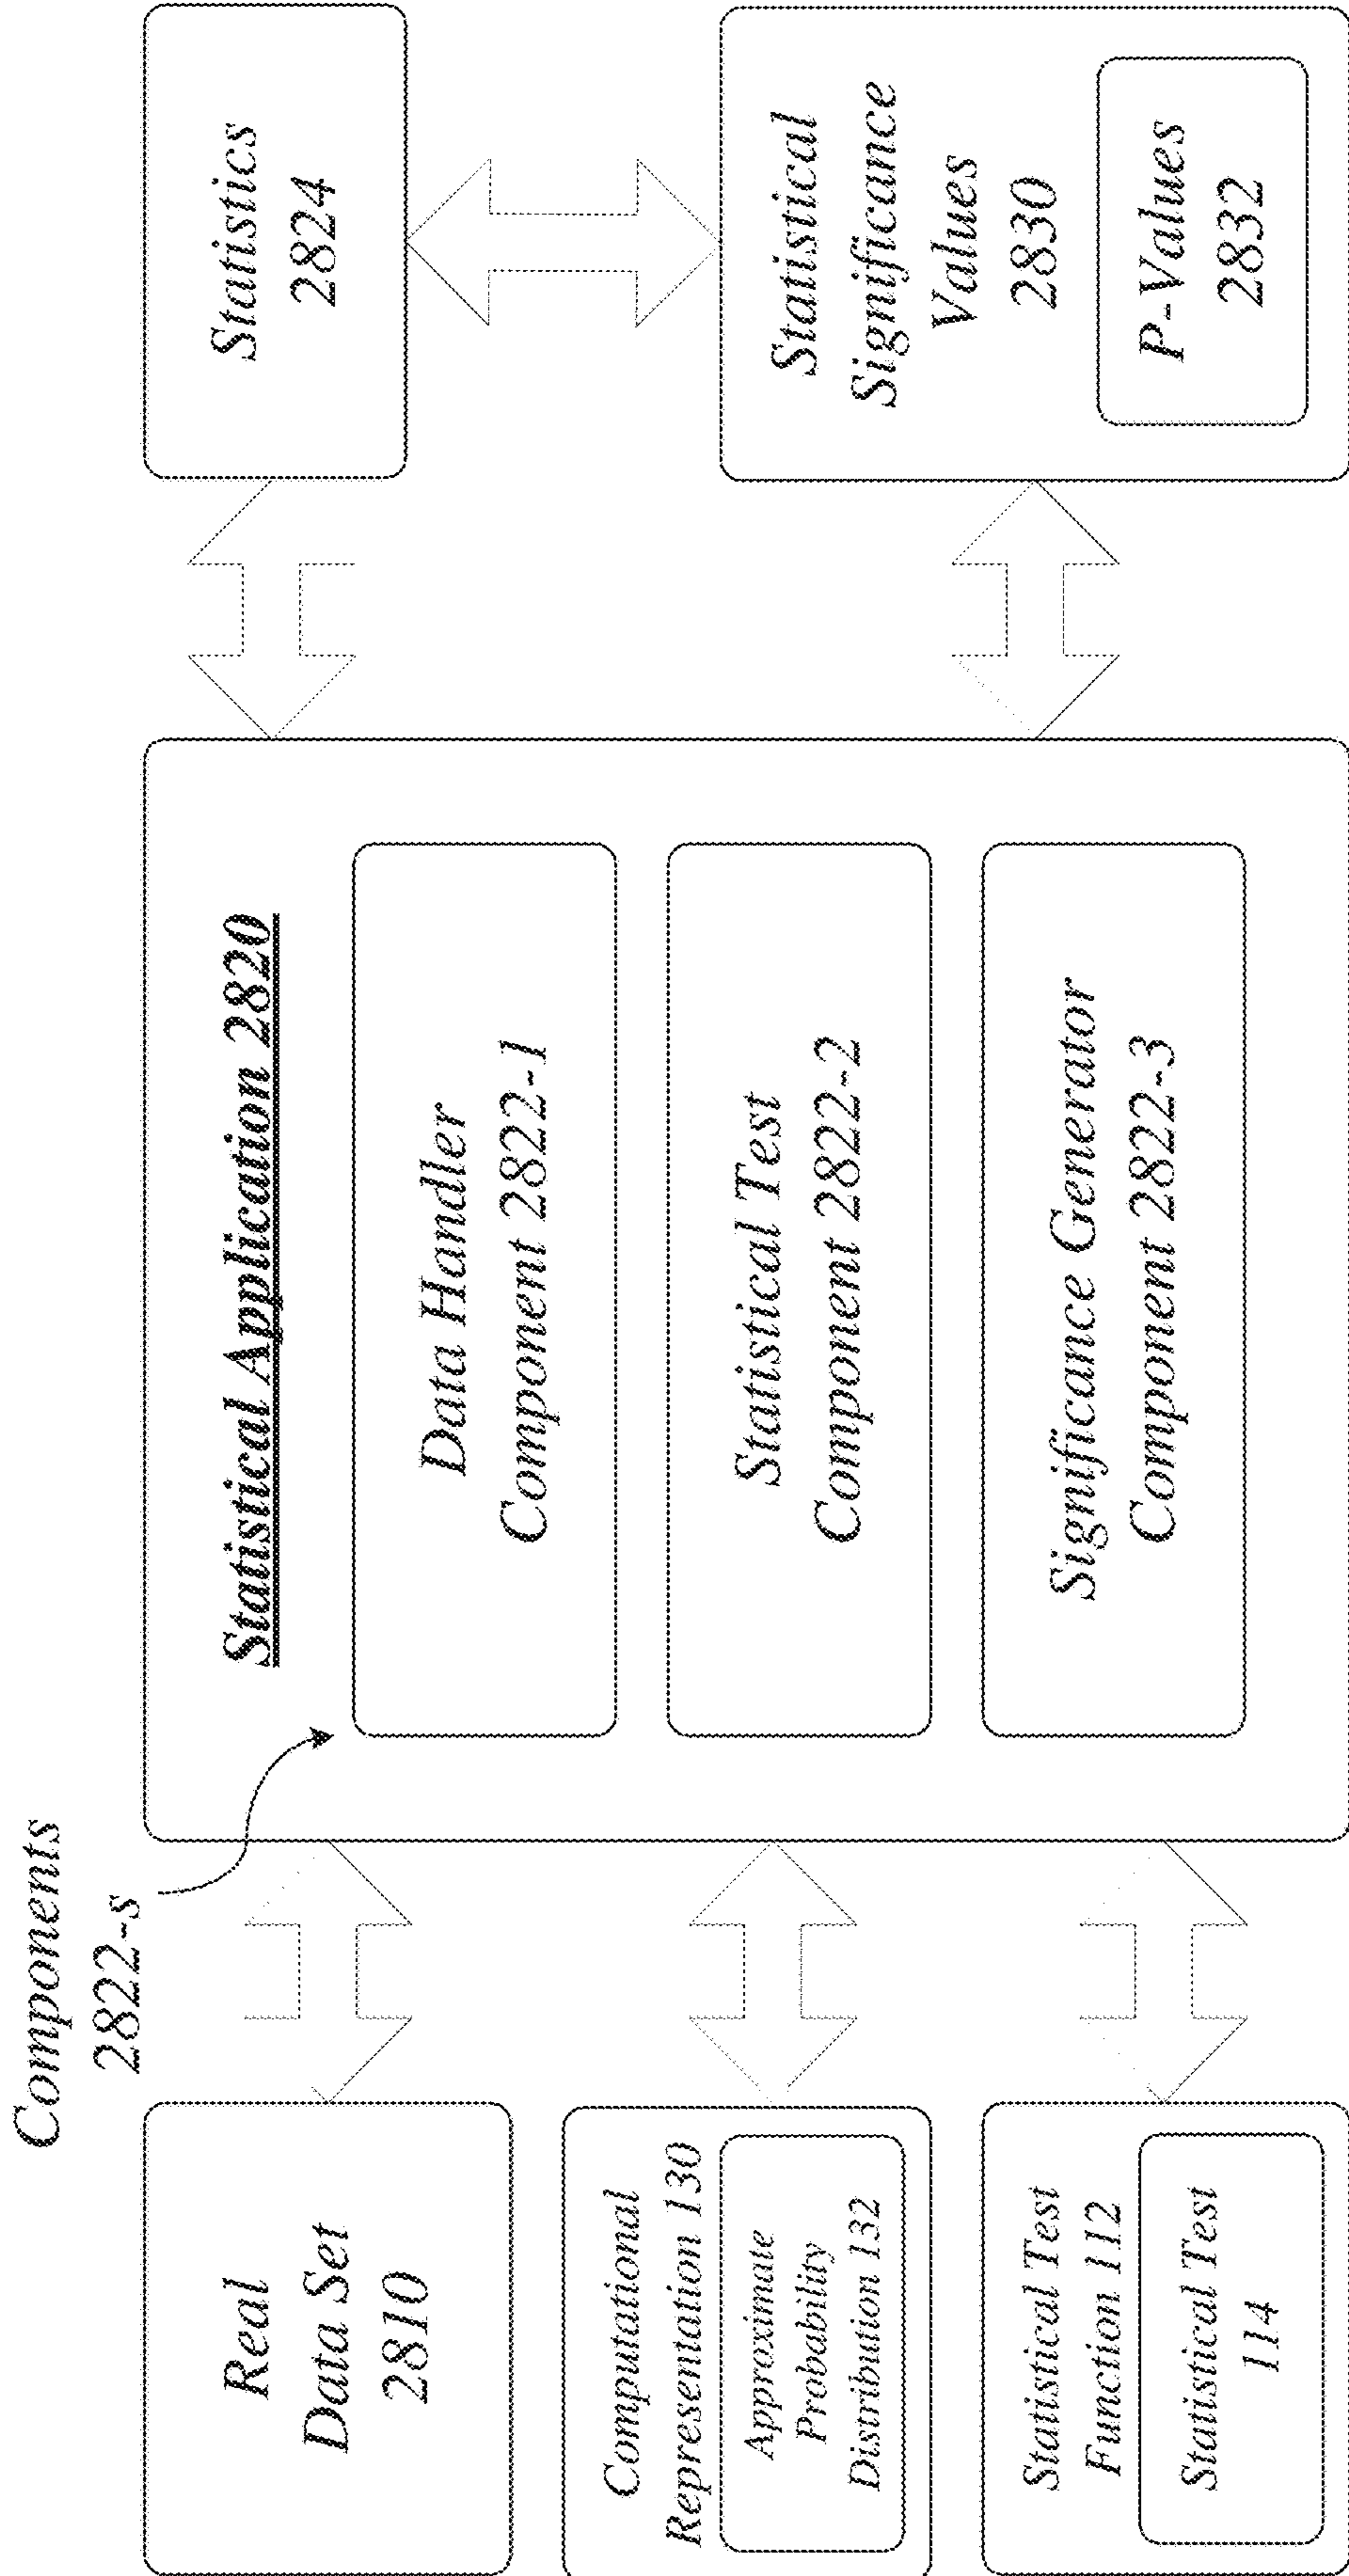 Components
2822-s
Real
Data Set
2810
Computational
Representation 130
Approximate
Probability
Distribution 132
Statistical Test
Function 112
Statistical Test
114
Statistical Application 2820
Data Handler
Component 2822-1
Statistical Test
Component 2822-2
Significance Generator
Component 2822-3
Statistics
2824
Statistical
Significance
Values
2830
P-Values
2832